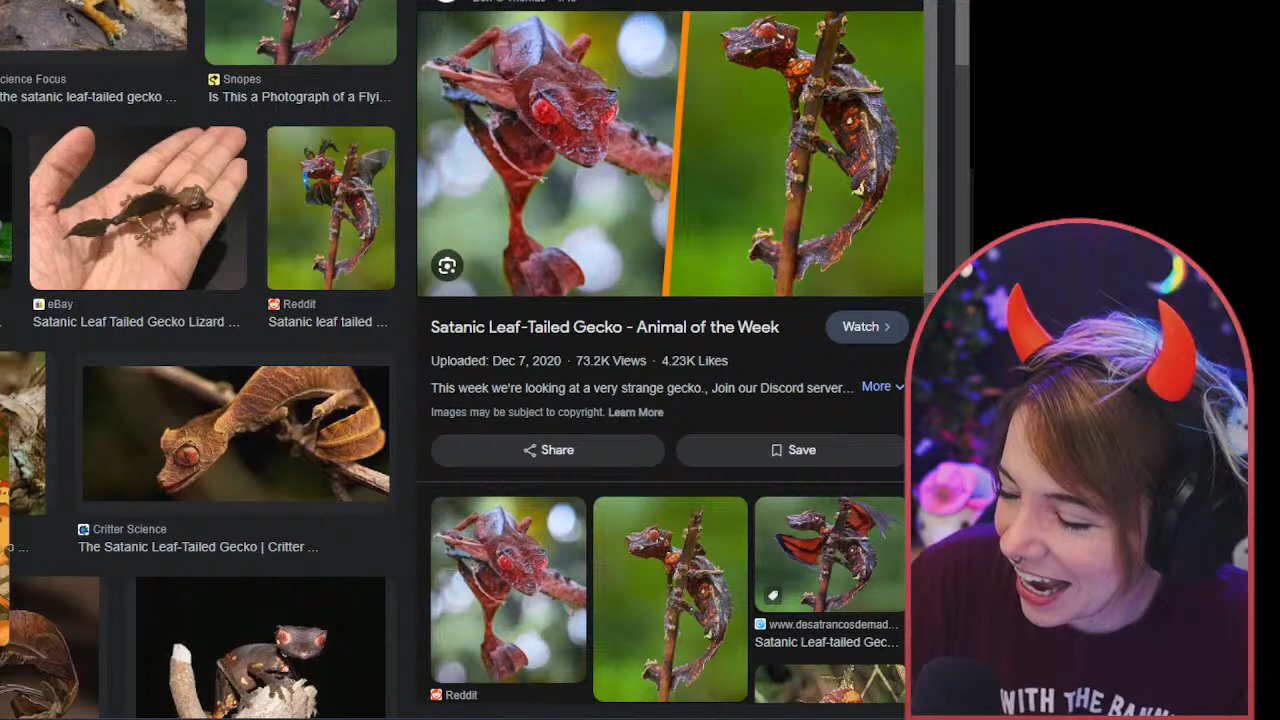 cience Focus
the satanic leaf-tailed gecko ...
Snopes
Is This a Photograph of a Flyi...
eBay
Satanic Leaf Tailed Gecko Lizard ...
Reddit
Satanic leaf tailed ...
Critter Science
The Satanic Leaf-Tailed Gecko | Critter ...
Satanic Leaf-Tailed Gecko - Animal of the Week
Watch
Uploaded: Dec 7, 2020 · 73.2K Views · 4.23K Likes
This week we're looking at a very strange gecko., Join our Discord server... More
Images may be subject to copyright. Learn More
Share
Save
Reddit
www.desatrancosdemad...
Satanic Leaf-tailed Gec...
WITH THE